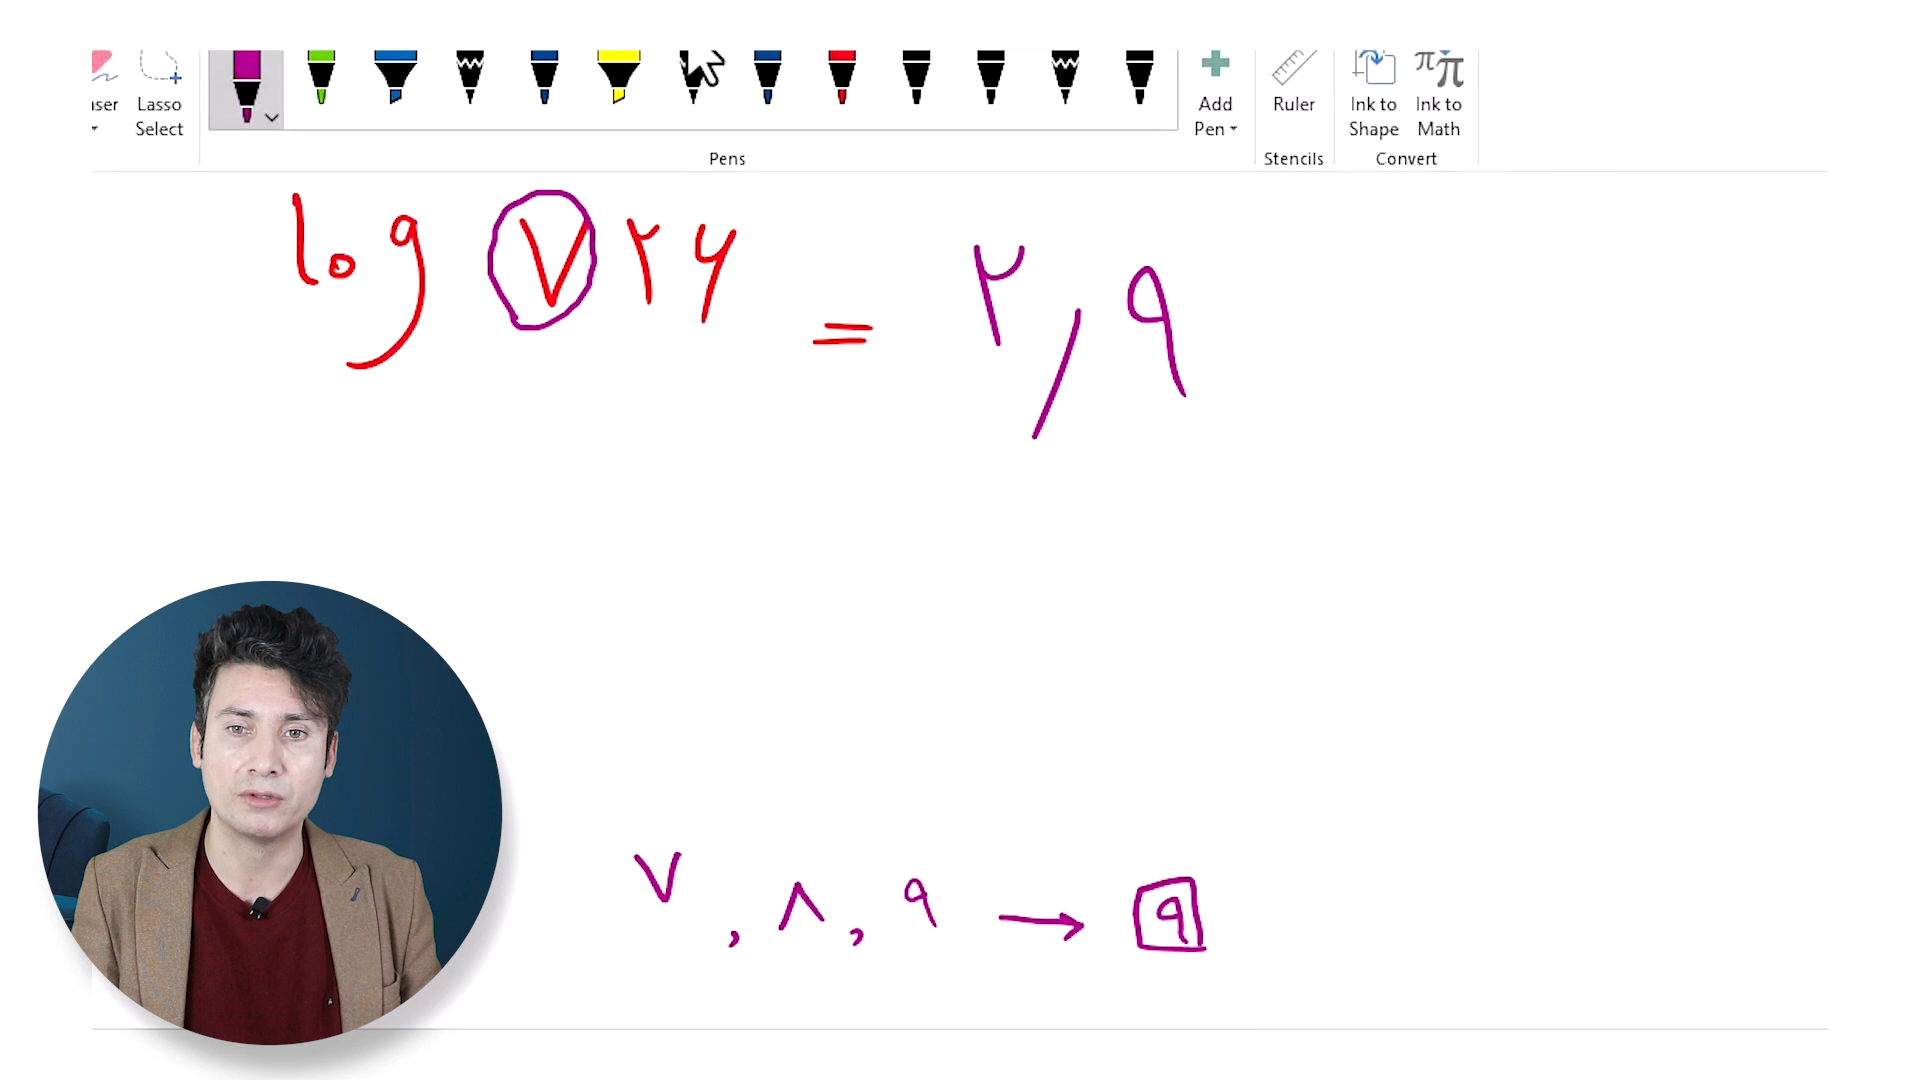 Lasso Select
Add Pen
Ruler
Ink to Shape
Ink to Math
Pens
Stencils
Convert
log ۷۲۶ = ۲,۹
۷ , ۸ , ۹ → ۹